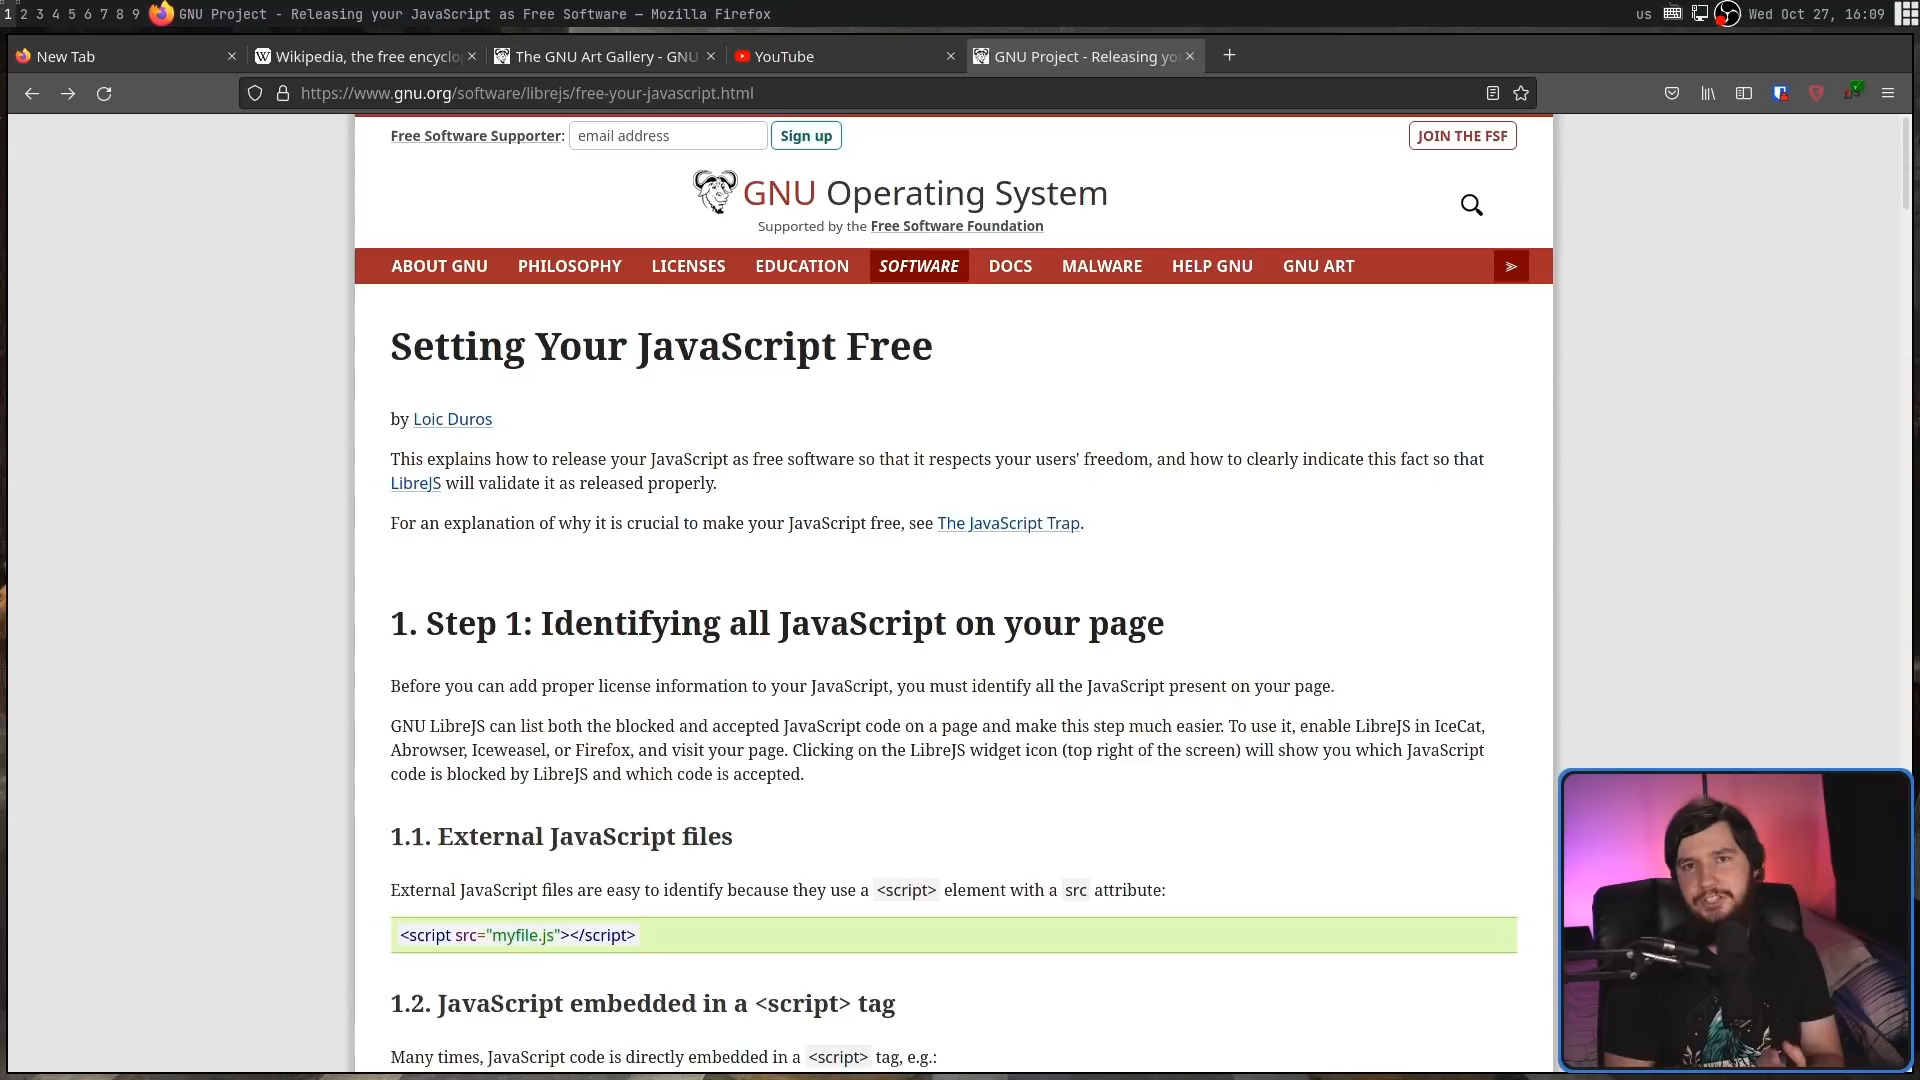 1 2 3 4 5 6 7 8 9 GNU Project - Releasing your JavaScript as Free Software — Mozilla Firefox
us Wed Oct 27, 16:09
New Tab
Wikipedia, the free encyclo
The GNU Art Gallery - GNU
YouTube
GNU Project - Releasing yo
https://www.gnu.org/software/librejs/free-your-javascript.html
Free Software Supporter: email address Sign up
JOIN THE FSF
GNU Operating System
Supported by the Free Software Foundation
ABOUT GNU PHILOSOPHY LICENSES EDUCATION SOFTWARE DOCS MALWARE HELP GNU GNU ART
Setting Your JavaScript Free
by Loic Duros
This explains how to release your JavaScript as free software so that it respects your users' freedom, and how to clearly indicate this fact so that
LibreJS will validate it as released properly.
For an explanation of why it is crucial to make your JavaScript free, see The JavaScript Trap.
1. Step 1: Identifying all JavaScript on your page
Before you can add proper license information to your JavaScript, you must identify all the JavaScript present on your page.
GNU LibreJS can list both the blocked and accepted JavaScript code on a page and make this step much easier. To use it, enable LibreJS in IceCat,
Abrowser, Iceweasel, or Firefox, and visit your page. Clicking on the LibreJS widget icon (top right of the screen) will show you which JavaScript
code is blocked by LibreJS and which code is accepted.
1.1. External JavaScript files
External JavaScript files are easy to identify because they use a <script> element with a src attribute:
<script src="myfile.js"></script>
1.2. JavaScript embedded in a <script> tag
Many times, JavaScript code is directly embedded in a <script> tag, e.g.: